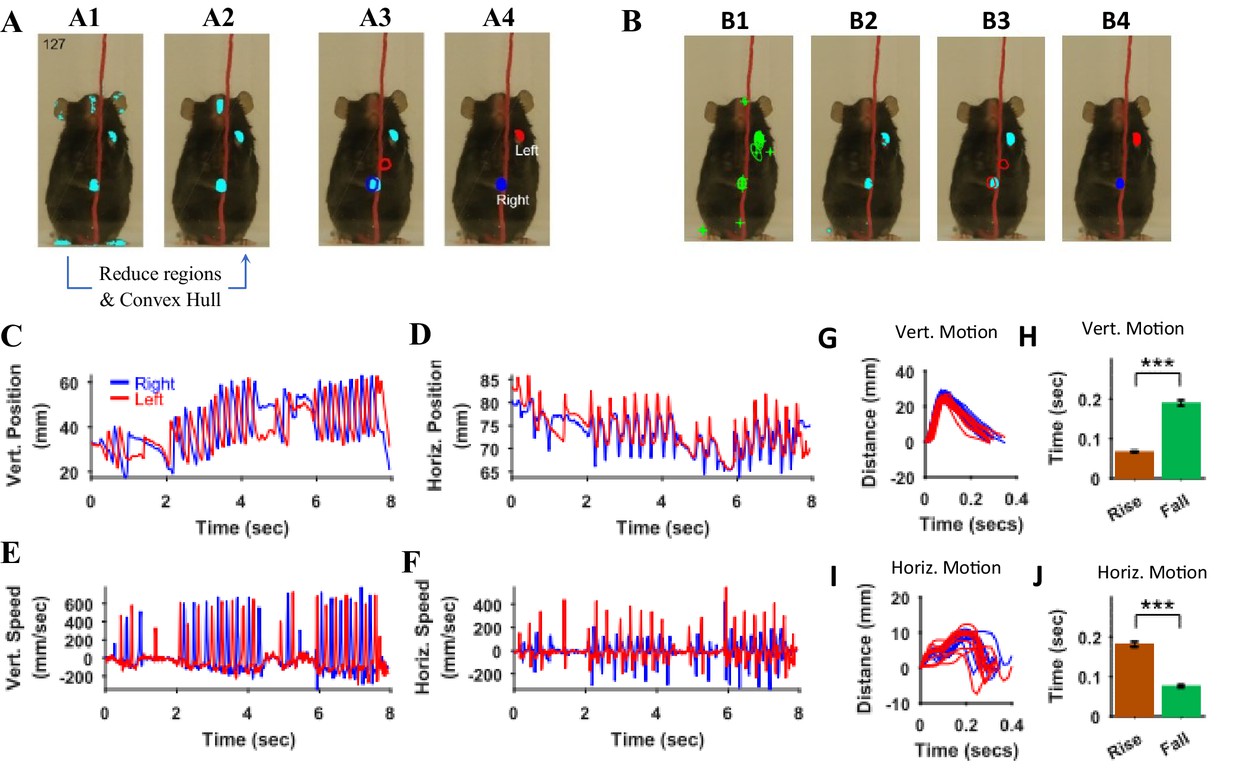 A A1 A2 A3 A4 B B1 B2 B3 B4
127
Left
Right
Reduce regions
& Convex Hull
C
Vert. Position
(mm)
60
40
20
Right
Left
0 2 4 6 8
Time (sec)
D
Horiz. Position
(mm)
85
80
75
70
65
0 2 4 6 8
Time (sec)
G
Vert. Motion
Distance (mm)
40
20
0
-20
0 0.2 0.4
Time (secs)
H
Vert. Motion
***
Time (sec)
0.2
0.1
0
Rise Fall
E
Vert. Speed
(mm/sec)
600
400
200
0
-200
0 2 4 6 8
Time (sec)
F
Horiz. Speed
(mm/sec)
400
200
0
-200
0 2 4 6 8
Time (sec)
I
Horiz. Motion
Distance (mm)
20
10
0
-10
0 0.2 0.4
Time (secs)
J
Horiz. Motion
***
Time (sec)
0.2
0.1
0
Rise Fall